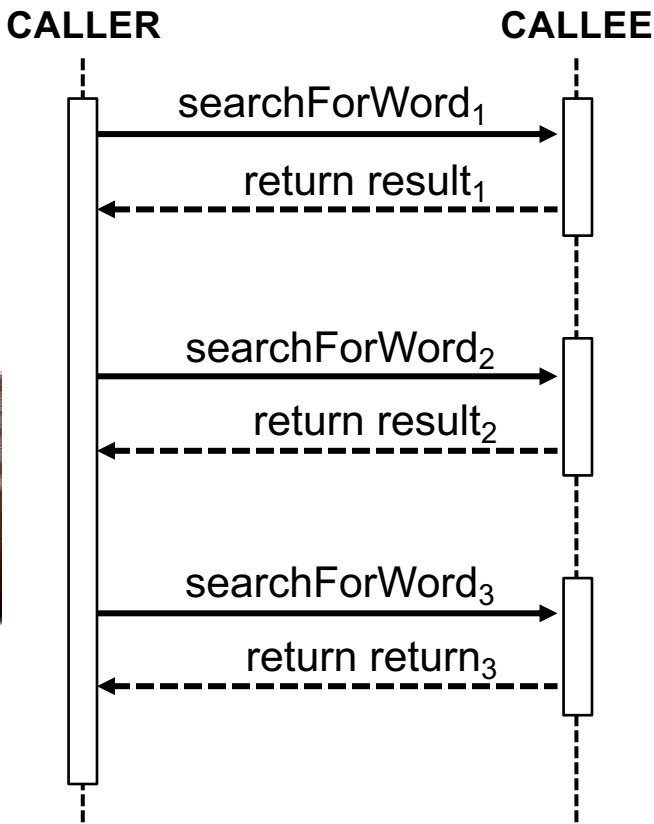 CALLER CALLEE
searchForWord₁
return result₁
searchForWord₂
return result₂
searchForWord₃
return return₃